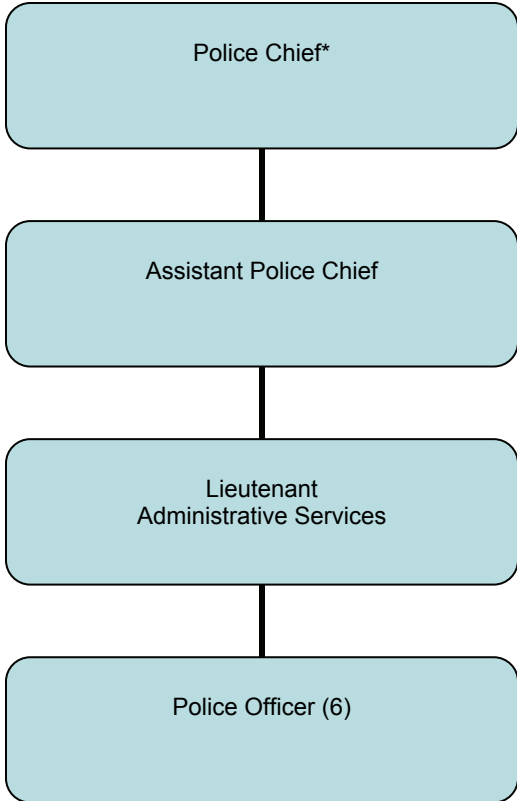 Police Chief*
Assistant Police Chief
Lieutenant
Administrative Services
Police Officer (6)